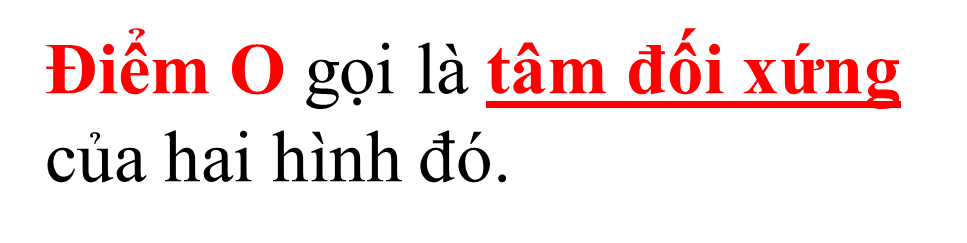 Điểm O gọi là tâm đối xứng
của hai hình đó.